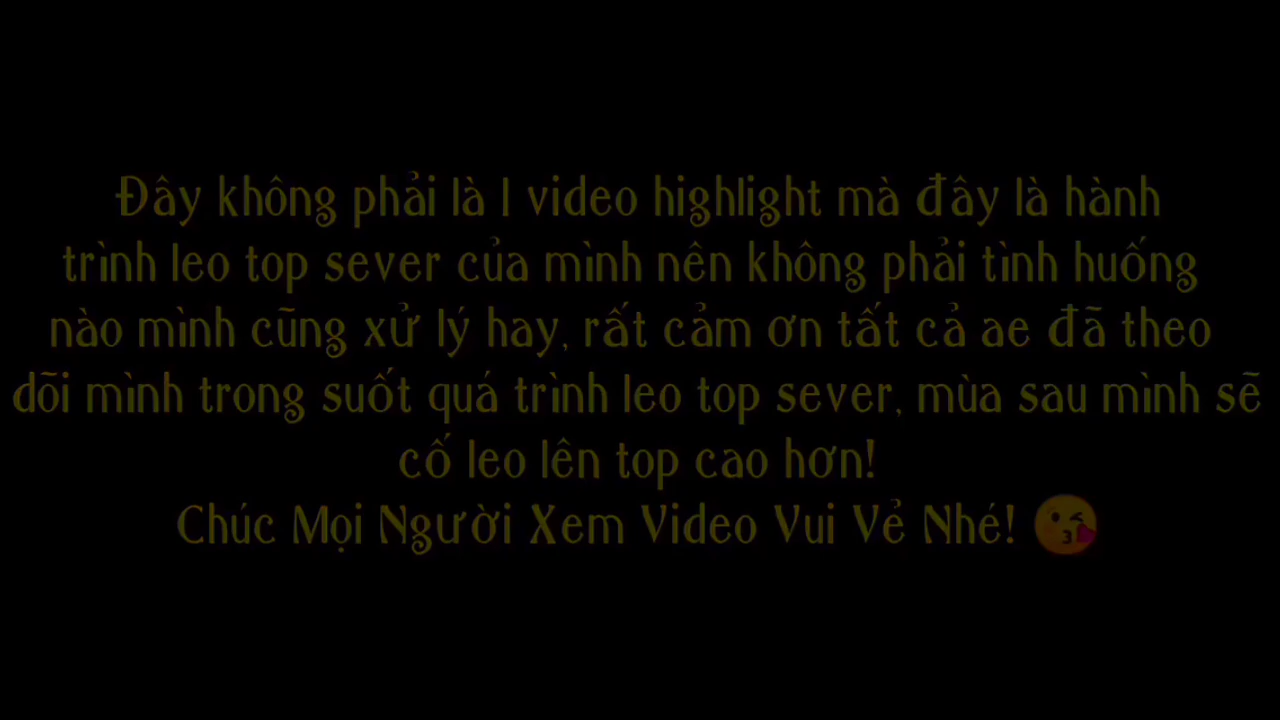 Đây không phải là 1 video highlight mà đây là hành
trình leo top sever của mình nên không phải tình huống
nào mình cũng xử lý hay, rất cảm ơn tất cả ae đã theo
dõi mình trong suốt quá trình leo top sever, mùa sau mình sẽ
cố leo lên top cao hơn!
Chúc Mọi Người Xem Video Vui Vẻ Nhé! 😘